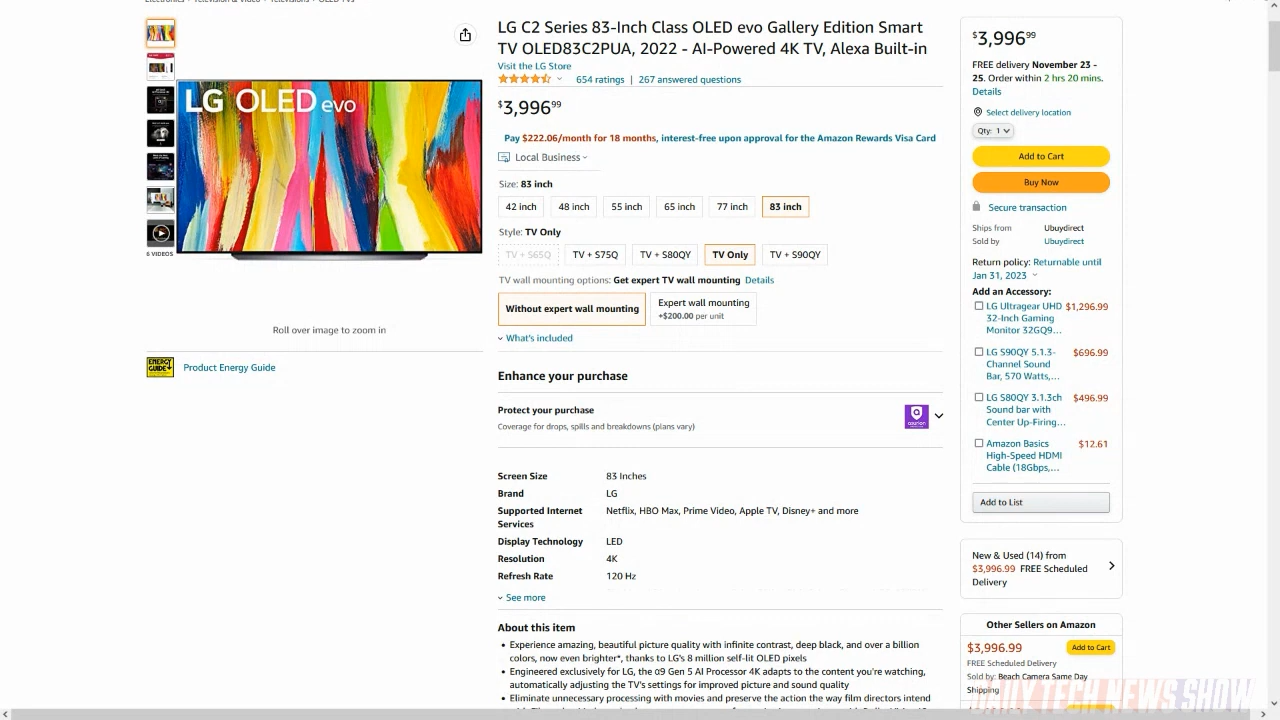 Electronics › Television & Video › Televisions › OLED TVs
LG OLED evo
6 VIDEOS
Roll over image to zoom in
ENERGY GUIDE
Product Energy Guide
LG C2 Series 83-Inch Class OLED evo Gallery Edition Smart
TV OLED83C2PUA, 2022 - AI-Powered 4K TV, Alexa Built-in
Visit the LG Store
654 ratings | 267 answered questions
$3,996.99
Pay $222.06/month for 18 months, interest-free upon approval for the Amazon Rewards Visa Card
Local Business
Size: 83 inch
42 inch 48 inch 55 inch 65 inch 77 inch 83 inch
Style: TV Only
TV + S65Q TV + S75Q TV + S80QY TV Only TV + S90QY
TV wall mounting options: Get expert TV wall mounting Details
Without expert wall mounting
Expert wall mounting
+$200.00 per unit
What's included
Enhance your purchase
Protect your purchase
Coverage for drops, spills and breakdowns (plans vary)
asurion
Screen Size 83 Inches
Brand LG
Supported Internet Services Netflix, HBO Max, Prime Video, Apple TV, Disney+ and more
Display Technology LED
Resolution 4K
Refresh Rate 120 Hz
See more
About this item
• Experience amazing, beautiful picture quality with infinite contrast, deep black, and over a billion
colors, now even brighter*, thanks to LG's 8 million self-lit OLED pixels
• Engineered exclusively for LG, the α9 Gen 5 AI Processor 4K adapts to the content you're watching,
automatically adjusting the TV's settings for improved picture and sound quality
• Eliminate unnecessary processing with movies and preserve the action the way film directors intend
$3,996.99
FREE delivery November 23 -
25. Order within 2 hrs 20 mins.
Details
Select delivery location
Qty: 1
Add to Cart
Buy Now
Secure transaction
Ships from Ubuydirect
Sold by Ubuydirect
Return policy: Returnable until
Jan 31, 2023
Add an Accessory:
LG Ultragear UHD $1,296.99
32-Inch Gaming
Monitor 32GQ9...
LG S90QY 5.1.3- $696.99
Channel Sound
Bar, 570 Watts,...
LG S80QY 3.1.3ch $496.99
Sound bar with
Center Up-Firing...
Amazon Basics $12.61
High-Speed HDMI
Cable (18Gbps,...
Add to List
New & Used (14) from
$3,996.99 FREE Scheduled
Delivery
Other Sellers on Amazon
$3,996.99 Add to Cart
FREE Scheduled Delivery
Sold by: Beach Camera Same Day
Shipping
DAILY TECH NEWS SHOW